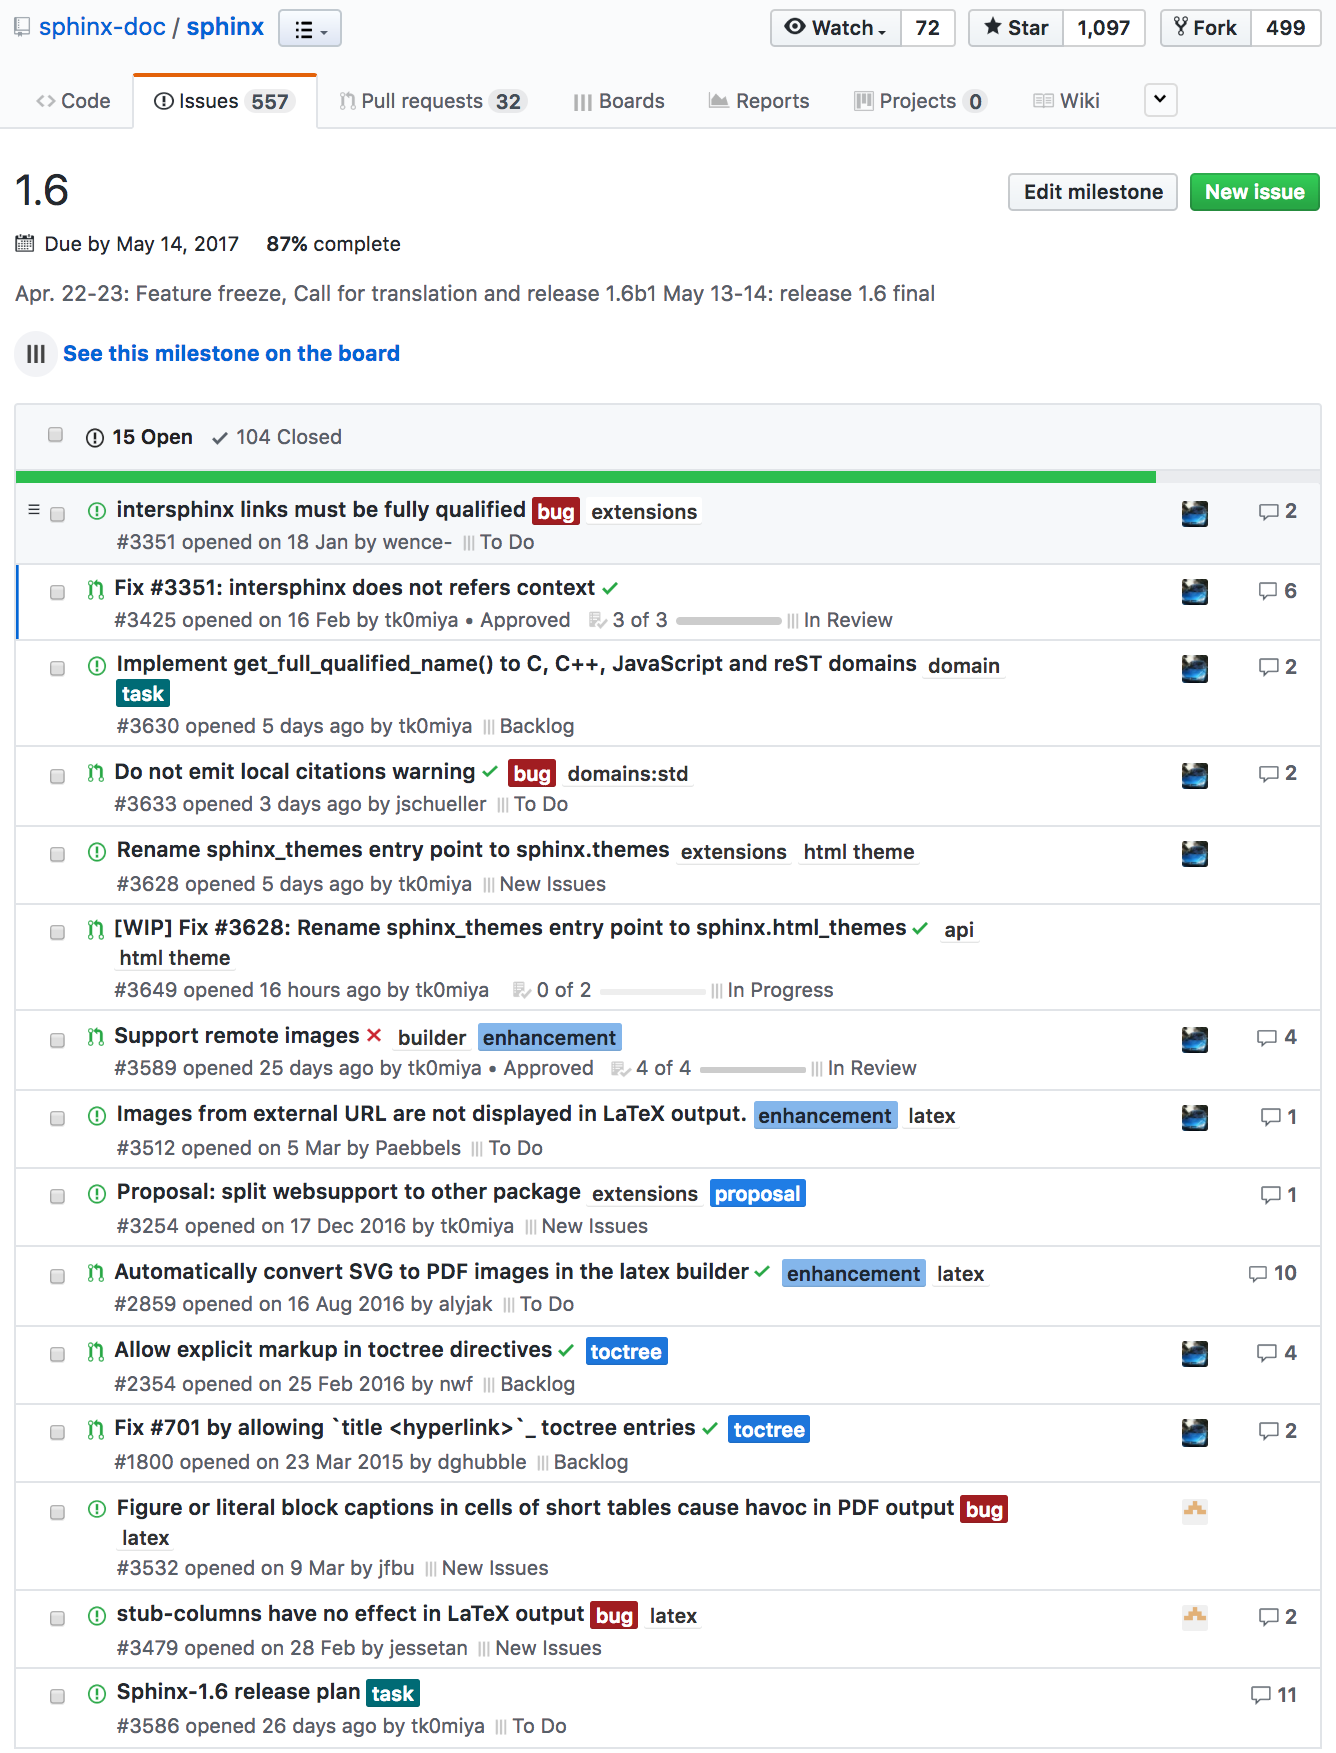 sphinx-doc / sphinx
Watch 72 Star 1,097 Fork 499
Code Issues 557 Pull requests 32 Boards Reports Projects 0 Wiki
1.6
Edit milestone New issue
Due by May 14, 2017 87% complete
Apr. 22-23: Feature freeze, Call for translation and release 1.6b1 May 13-14: release 1.6 final
See this milestone on the board
15 Open 104 Closed
intersphinx links must be fully qualified bug extensions 2
#3351 opened on 18 Jan by wence- To Do
Fix #3351: intersphinx does not refers context 6
#3425 opened on 16 Feb by tk0miya • Approved 3 of 3 In Review
Implement get_full_qualified_name() to C, C++, JavaScript and reST domains domain 2
task
#3630 opened 5 days ago by tk0miya Backlog
Do not emit local citations warning bug domains:std 2
#3633 opened 3 days ago by jschueller To Do
Rename sphinx_themes entry point to sphinx.themes extensions html theme
#3628 opened 5 days ago by tk0miya New Issues
[WIP] Fix #3628: Rename sphinx_themes entry point to sphinx.html_themes api
html theme
#3649 opened 16 hours ago by tk0miya 0 of 2 In Progress
Support remote images builder enhancement 4
#3589 opened 25 days ago by tk0miya • Approved 4 of 4 In Review
Images from external URL are not displayed in LaTeX output. enhancement latex 1
#3512 opened on 5 Mar by Paebbels To Do
Proposal: split websupport to other package extensions proposal 1
#3254 opened on 17 Dec 2016 by tk0miya New Issues
Automatically convert SVG to PDF images in the latex builder enhancement latex 10
#2859 opened on 16 Aug 2016 by alyjak To Do
Allow explicit markup in toctree directives toctree 4
#2354 opened on 25 Feb 2016 by nwf Backlog
Fix #701 by allowing `title <hyperlink>`_ toctree entries toctree 2
#1800 opened on 23 Mar 2015 by dghubble Backlog
Figure or literal block captions in cells of short tables cause havoc in PDF output bug
latex
#3532 opened on 9 Mar by jfbu New Issues
stub-columns have no effect in LaTeX output bug latex 2
#3479 opened on 28 Feb by jessetan New Issues
Sphinx-1.6 release plan task 11
#3586 opened 26 days ago by tk0miya To Do